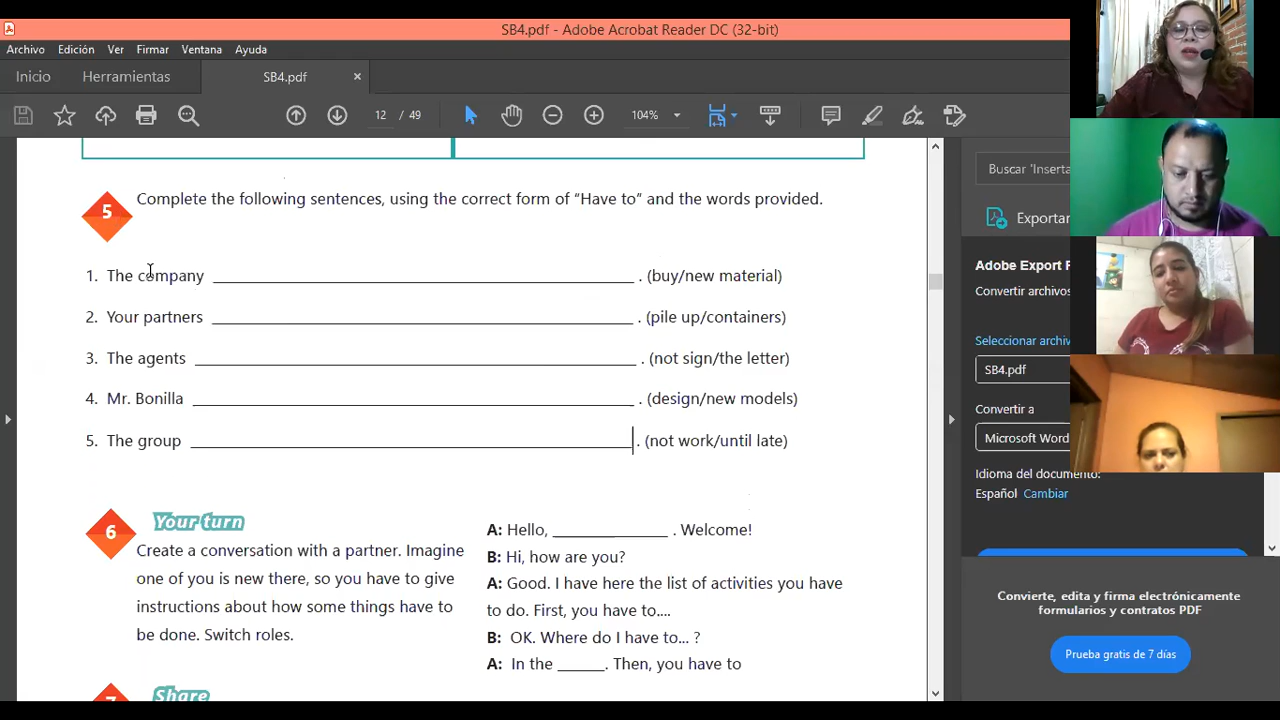 SB4.pdf - Adobe Acrobat Reader DC (32-bit)
Archivo Edición Ver Firmar Ventana Ayuda
Inicio Herramientas SB4.pdf ×
12 / 49 104%
5 Complete the following sentences, using the correct form of “Have to” and the words provided.
1. The company ______ . (buy/new material)
2. Your partners ______ . (pile up/containers)
3. The agents ______ . (not sign/the letter)
4. Mr. Bonilla ______ . (design/new models)
5. The group ______ . (not work/until late)
6 Your turn
Create a conversation with a partner. Imagine
one of you is new there, so you have to give
instructions about how some things have to
be done. Switch roles.
A: Hello, ______ . Welcome!
B: Hi, how are you?
A: Good. I have here the list of activities you have
to do. First, you have to....
B: OK. Where do I have to... ?
A: In the ______. Then, you have to
Share
Buscar 'Inserta
Exportar
Adobe Export
Convertir archivos
Seleccionar archiv
SB4.pdf
Convertir a
Microsoft Word
Idioma del documento:
Español Cambiar
Convierte, edita y firma electrónicamente
formularios y contratos PDF
Prueba gratis de 7 días